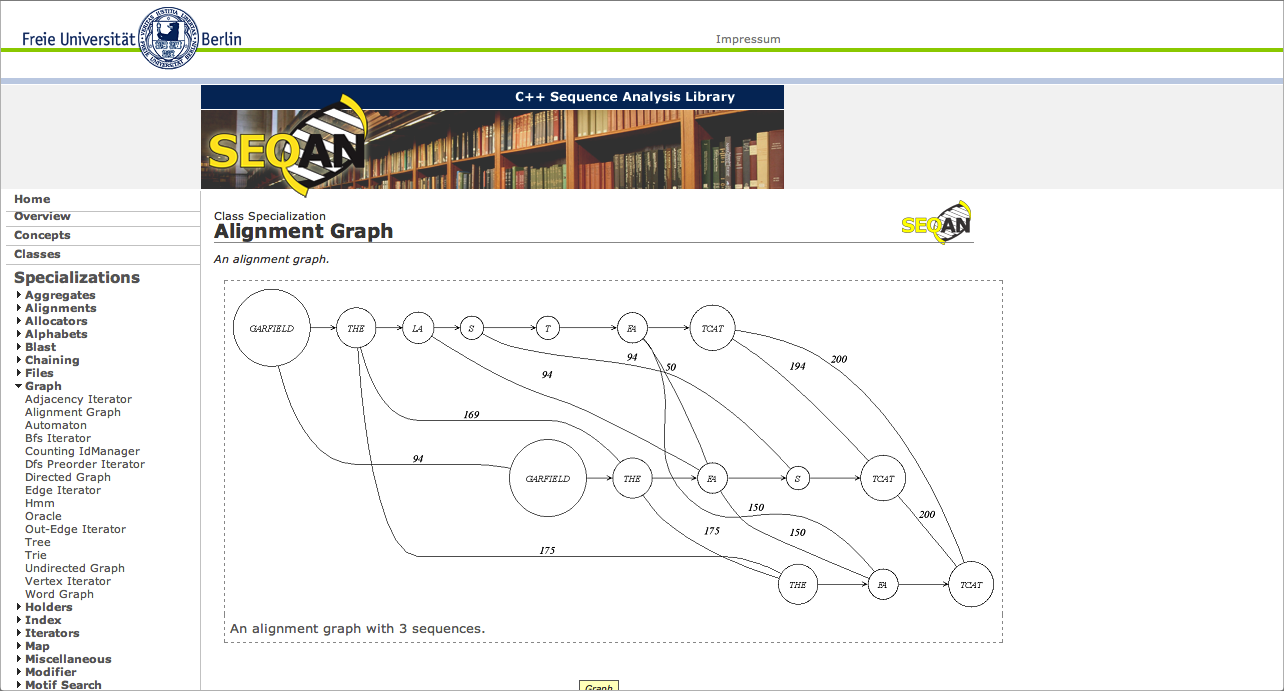 Freie Universität Berlin
Impressum
C++ Sequence Analysis Library
SEQAN
Home
Overview
Concepts
Classes
Specializations
Aggregates
Alignments
Allocators
Alphabets
Blast
Chaining
Files
Graph
Adjacency Iterator
Alignment Graph
Automaton
Bfs Iterator
Counting IdManager
Dfs Preorder Iterator
Directed Graph
Edge Iterator
Hmm
Oracle
Out-Edge Iterator
Tree
Trie
Undirected Graph
Vertex Iterator
Word Graph
Holders
Index
Iterators
Map
Miscellaneous
Modifier
Motif Search
Class Specialization
Alignment Graph
SEQAN
An alignment graph.
GARFIELD THE LA S T FA TCAT
94 50 194 200
94
169
94
GARFIELD THE FA S TCAT
150 200
175 150
175
THE FA TCAT
An alignment graph with 3 sequences.
Graph